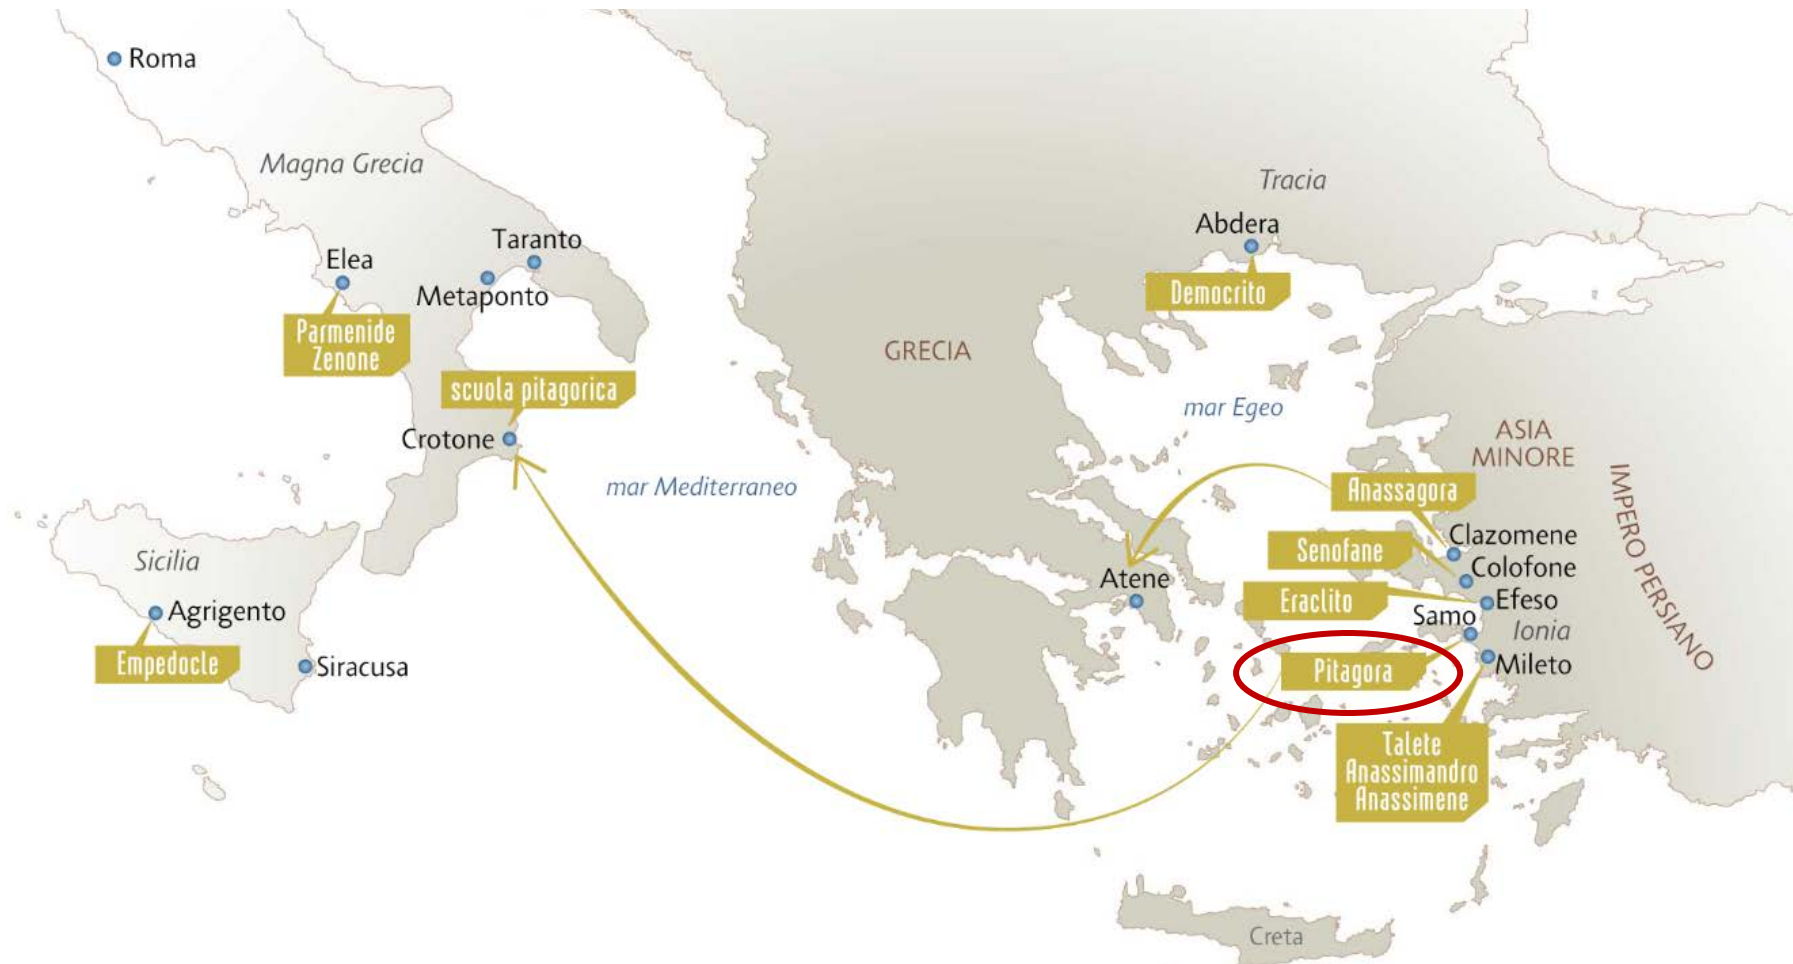 Roma
Magna Grecia
Tracia
Abdera
Taranto
Elea
Metaponto
Democrito
Parmenide
Zenone
GRECIA
scuola pitagorica
mar Egeo
Crotone
ASIA
MINORE
mar Mediterraneo
IMPERO PERSIANO
Anassagora
Clazomene
Senofane
Colofone
Sicilia
Atene
Eraclito
Efeso
Agrigento
Samo
Ionia
Empedocle
Siracusa
Pitagora
Mileto
Talete
Anassimandro
Anassimene
Creta